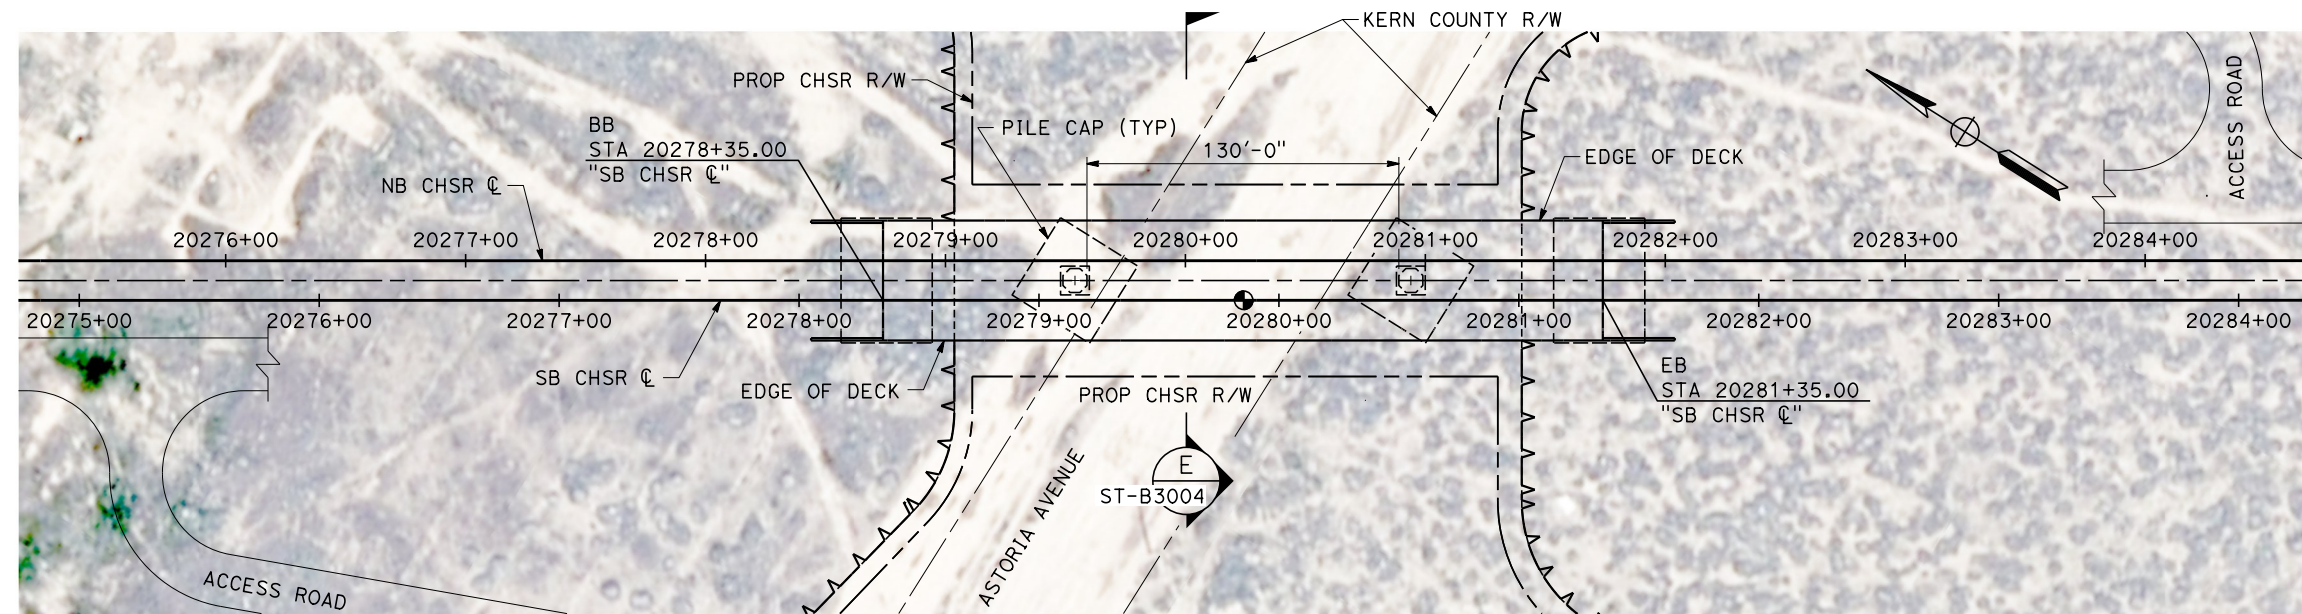 KERN COUNTY R/W
PROP CHSR R/W
ACCESS ROAD
BB
STA 20278+35.00
"SB CHSR ℄"
PILE CAP (TYP)
130'-0"
EDGE OF DECK
NB CHSR ℄
20276+00 20277+00 20278+00 20279+00 20280+00 20281+00 20282+00 20283+00 20284+00
20275+00 20276+00 20277+00 20278+00 20279+00 20280+00 20281+00 20282+00 20283+00 20284+00
SB CHSR ℄
EDGE OF DECK
PROP CHSR R/W
EB
STA 20281+35.00
"SB CHSR ℄"
E
ST-B3004
ASTORIA AVENUE
ACCESS ROAD